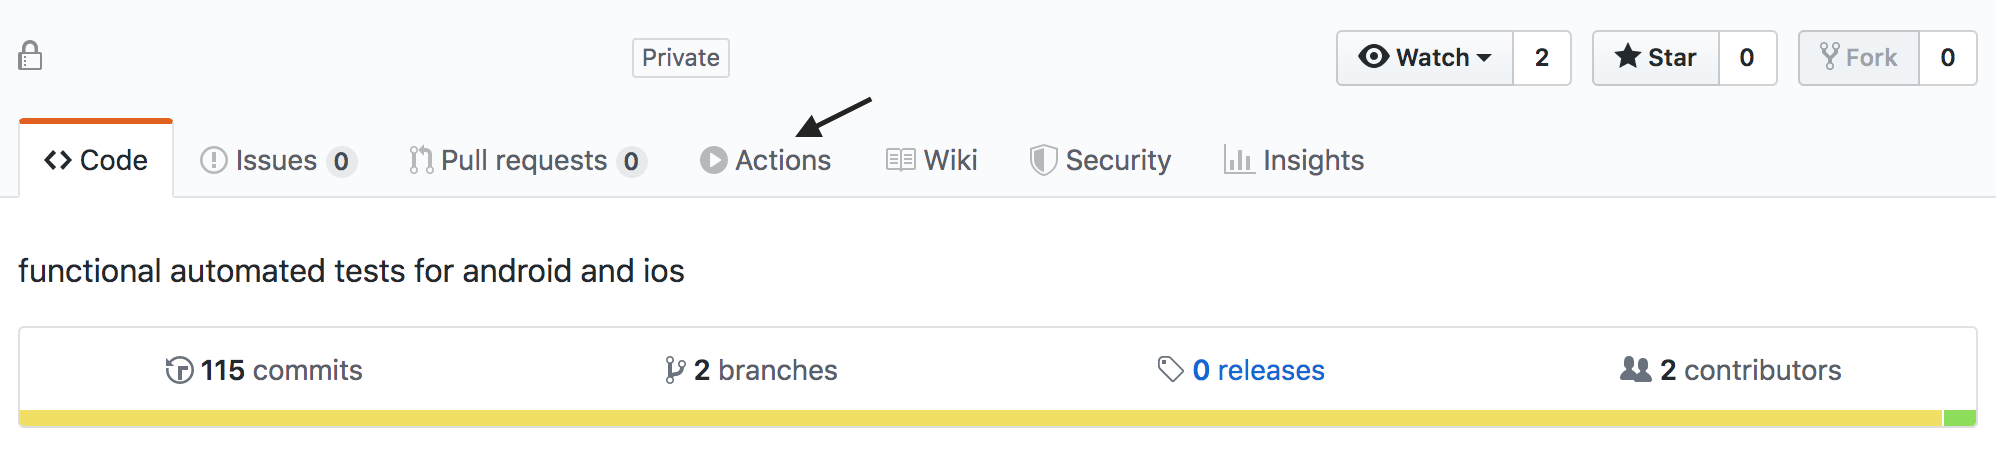 Private Watch 2 Star 0 Fork 0
Code Issues 0 Pull requests 0 Actions Wiki Security Insights
functional automated tests for android and ios
115 commits 2 branches 0 releases 2 contributors